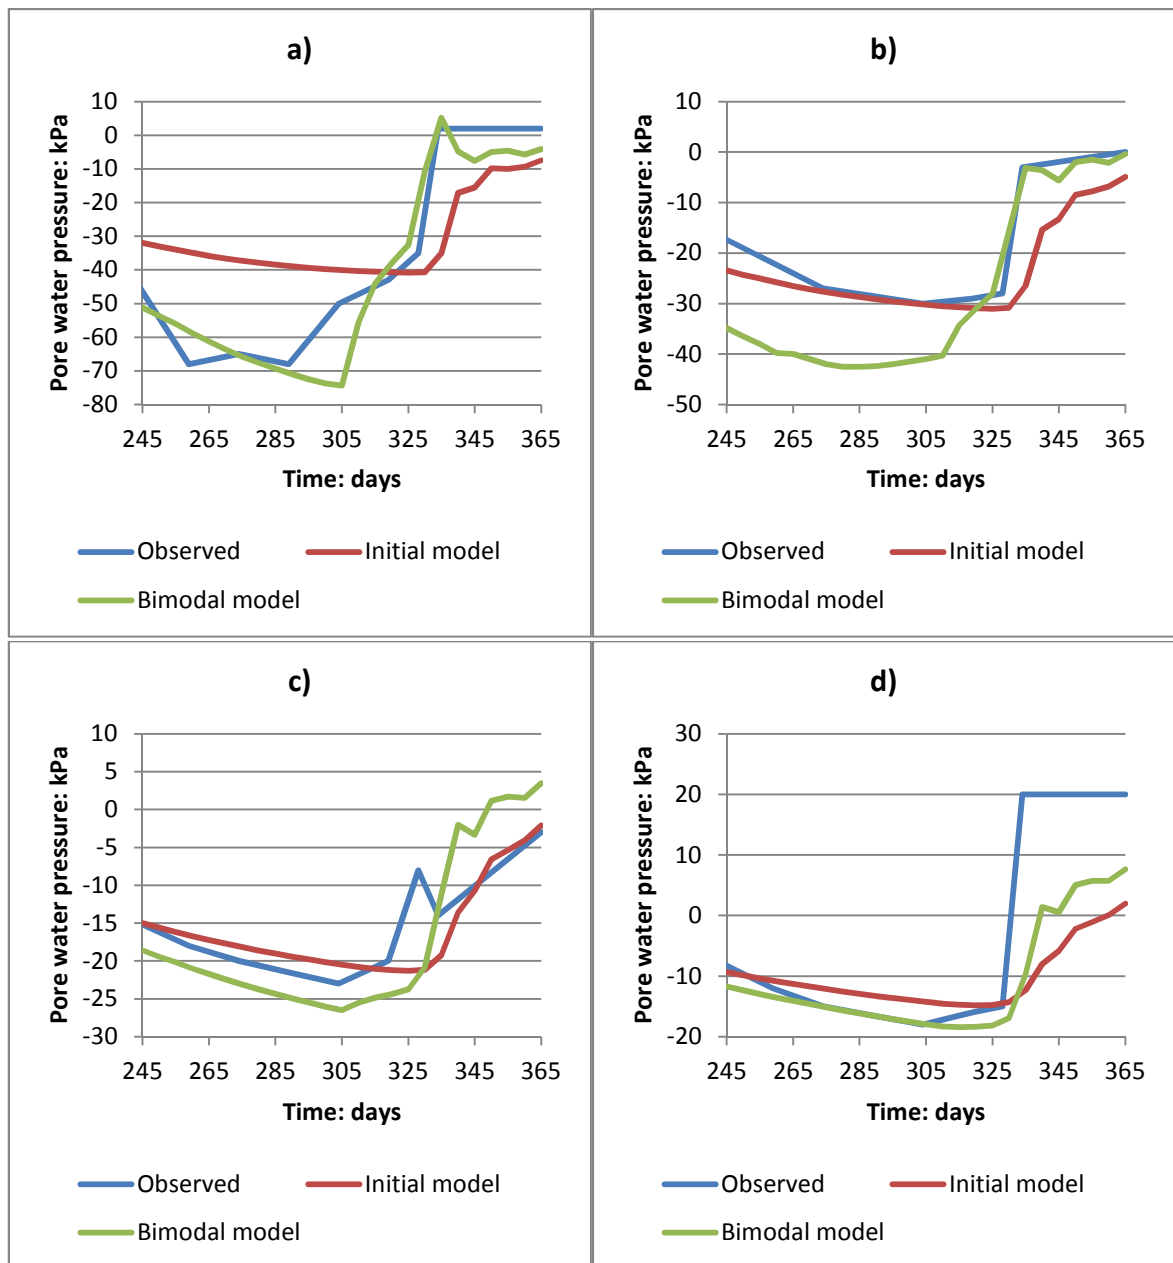 a)
Pore water pressure: kPa
10
0
-10
-20
-30
-40
-50
-60
-70
-80
245 265 285 305 325 345 365
Time: days
Observed Initial model
Bimodal model
b)
Pore water pressure: kPa
10
0
-10
-20
-30
-40
-50
245 265 285 305 325 345 365
Time: days
Observed Initial model
Bimodal model
c)
Pore water pressure: kPa
10
5
0
-5
-10
-15
-20
-25
-30
245 265 285 305 325 345 365
Time: days
Observed Initial model
Bimodal model
d)
Pore water pressure: kPa
30
20
10
0
-10
-20
245 265 285 305 325 345 365
Time: days
Observed Initial model
Bimodal model